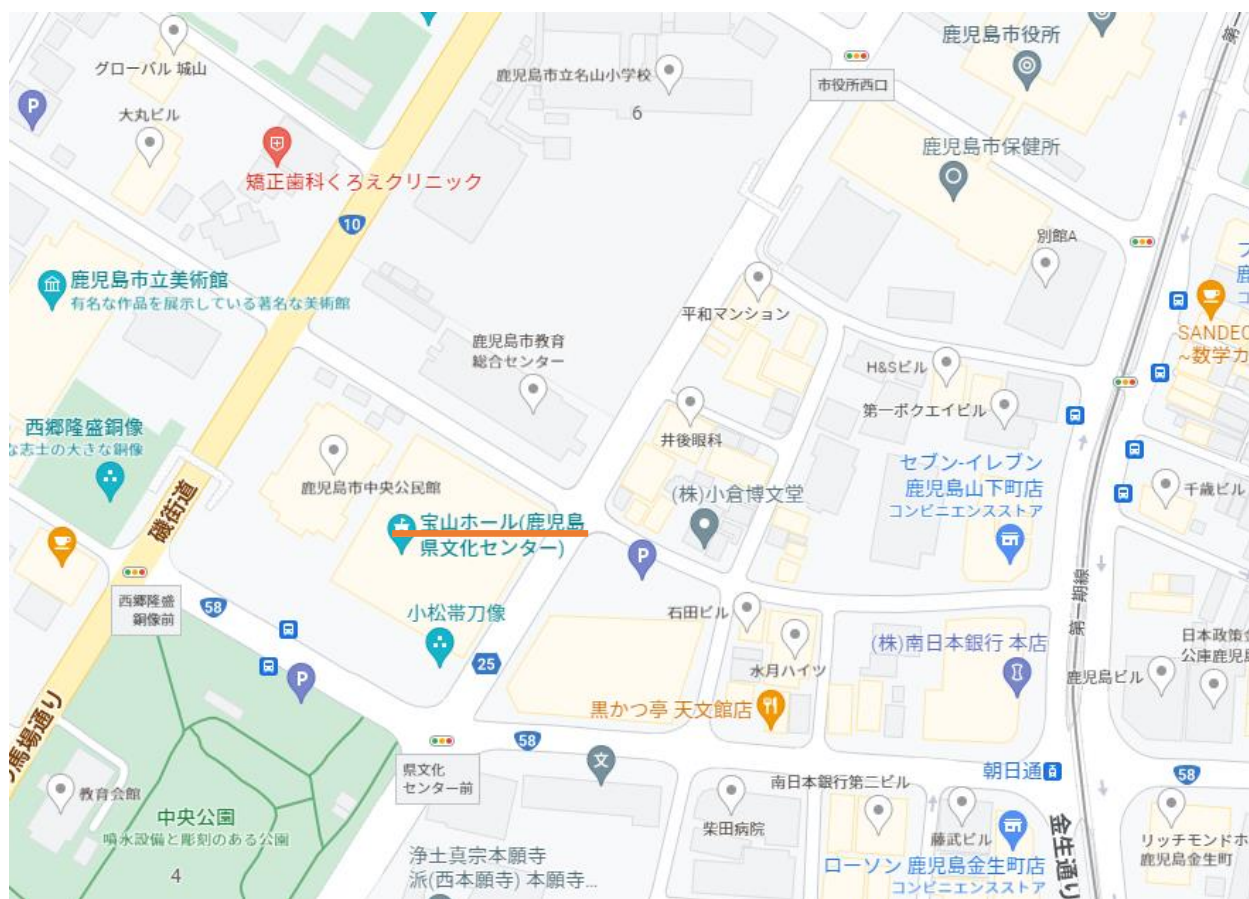 鹿児島市役所
グローバル 城山
鹿児島市立名山小学校
市役所西口
P
大丸ビル
6
鹿児島市保健所
矯正歯科くろえクリニック
10
別館A
鹿児島市立美術館
有名な作品を展示している著名な美術館
平和マンション
鹿児島市教育
総合センター
SANDEC
~数学カ
H&Sビル
第一ボクエイビル
西郷隆盛銅像
な志士の大きな銅像
井後眼科
鹿児島市中央公民館
(株)小倉博文堂
セブン-イレブン
鹿児島山下町店
コンビニエンスストア
千歳ビル
磯街道
宝山ホール(鹿児島
県文化センター)
P
第一期線
西郷隆盛
銅像前
58
小松帯刀像
石田ビル
25
水月ハイツ
(株)南日本銀行 本店
日本政策金
公庫鹿児島
鹿児島ビル
P
黒かつ亭 天文館店
58
文
馬場通り
県文化
センター前
朝日通
58
教育会館
中央公園
噴水設備と彫刻のある公園
4
南日本銀行第二ビル
柴田病院
藤武ビル
金生通り
リッチモンドホ
鹿児島金生町
浄土真宗本願寺
派(西本願寺) 本願寺...
ローソン 鹿児島金生町店
コンビニエンスストア